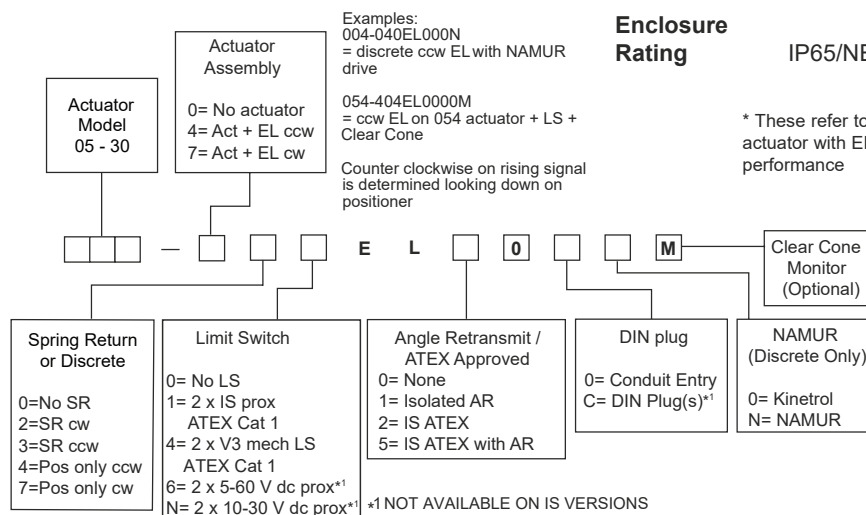 Examples:
004-040EL000N
= discrete ccw EL with NAMUR
drive
054-404EL0000M
= ccw EL on 054 actuator + LS +
Clear Cone
Counter clockwise on rising signal
is determined looking down on
positioner
Enclosure
Rating
* These refer to
actuator with
performance
Actuator
Assembly
0= No actuator
4= Act + EL ccw
7= Act + EL cw
Actuator
Model
05 - 30
— E L 0 M
Clear Cone
Monitor
(Optional)
Spring Return
or Discrete
0=No SR
2=SR cw
3=SR ccw
4=Pos only ccw
7=Pos only cw
Limit Switch
0= No LS
1= 2 x IS prox
ATEX Cat 1
4= 2 x V3 mech LS
ATEX Cat 1
6= 2 x 5-60 V dc prox*1
N= 2 x 10-30 V dc prox*1
Angle Retransmit /
ATEX Approved
0= None
1= Isolated AR
2= IS ATEX
5= IS ATEX with AR
DIN plug
0= Conduit Entry
C= DIN Plug(s)*1
NAMUR
(Discrete Only)
0= Kinetrol
N= NAMUR
*1 NOT AVAILABLE ON IS VERSIONS